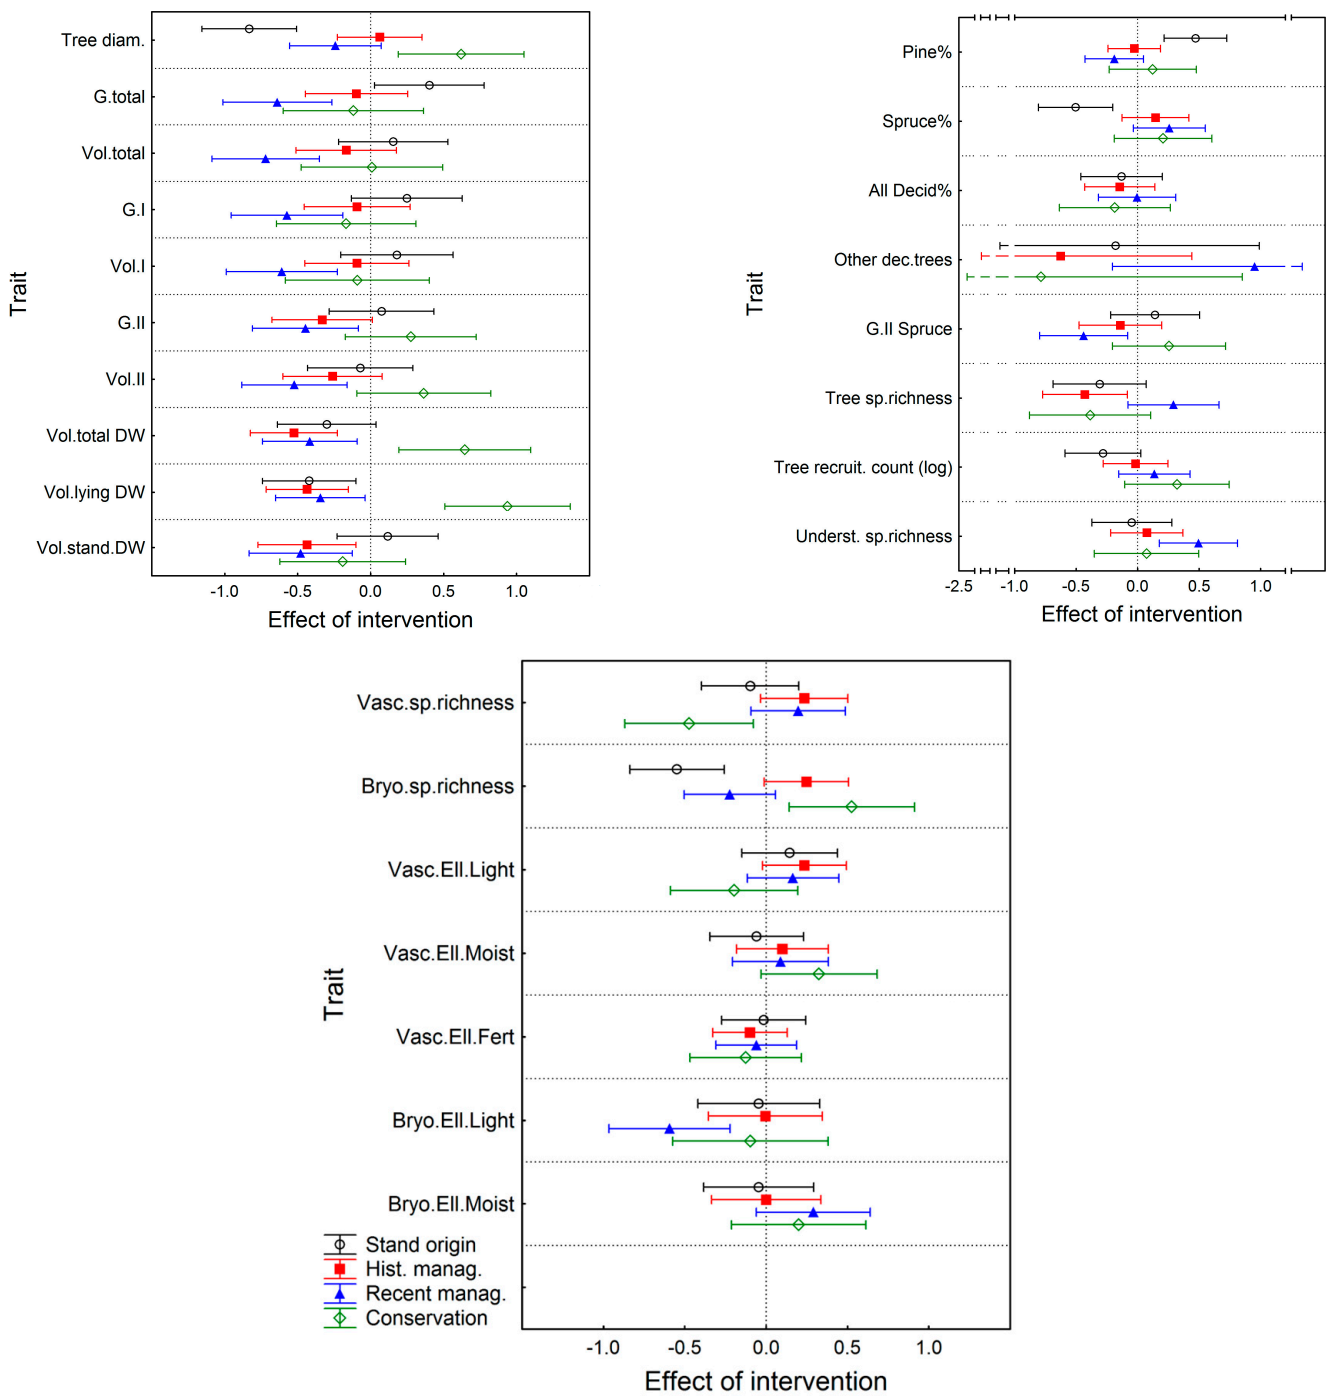 Tree diam.
G.total
Vol.total
G.I
Vol.I
G.II
Vol.II
Vol.total DW
Vol.lying DW
Vol.stand.DW
Trait
-1.0 -0.5 0.0 0.5 1.0
Effect of intervention
Pine%
Spruce%
All Decid%
Other dec.trees
G.II Spruce
Tree sp.richness
Tree recruit. count (log)
Underst. sp.richness
Trait
-2.5 -1.0 -0.5 0.0 0.5 1.0
Effect of intervention
Vasc.sp.richness
Bryo.sp.richness
Vasc.Ell.Light
Vasc.Ell.Moist
Vasc.Ell.Fert
Bryo.Ell.Light
Bryo.Ell.Moist
Trait
Stand origin
Hist. manag.
Recent manag.
Conservation
-1.0 -0.5 0.0 0.5 1.0
Effect of intervention